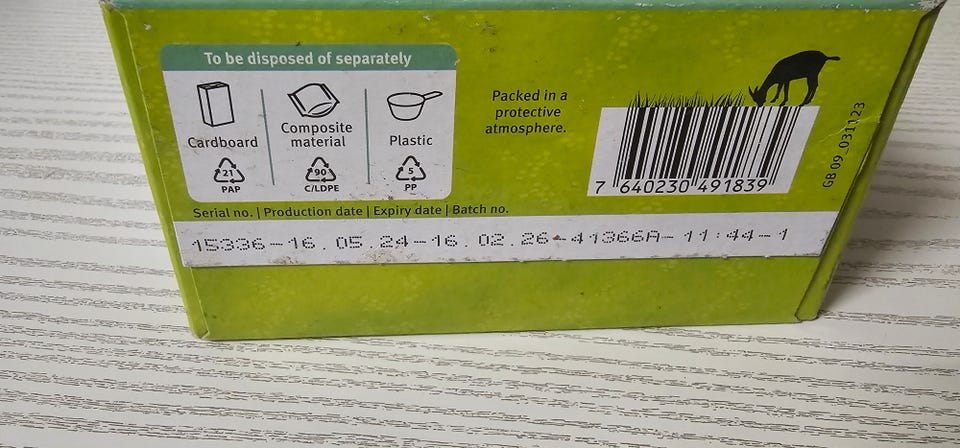 To be disposed of separately
Cardboard
Composite
material
Plastic
21
PAP
90
C/LDPE
5
PP
Packed in a
protective
atmosphere.
7 640230 491839
GB 09_031123
Serial no. | Production date | Expiry date | Batch no.
15336-16.05.24-16.02.26-41366A-11:44-1